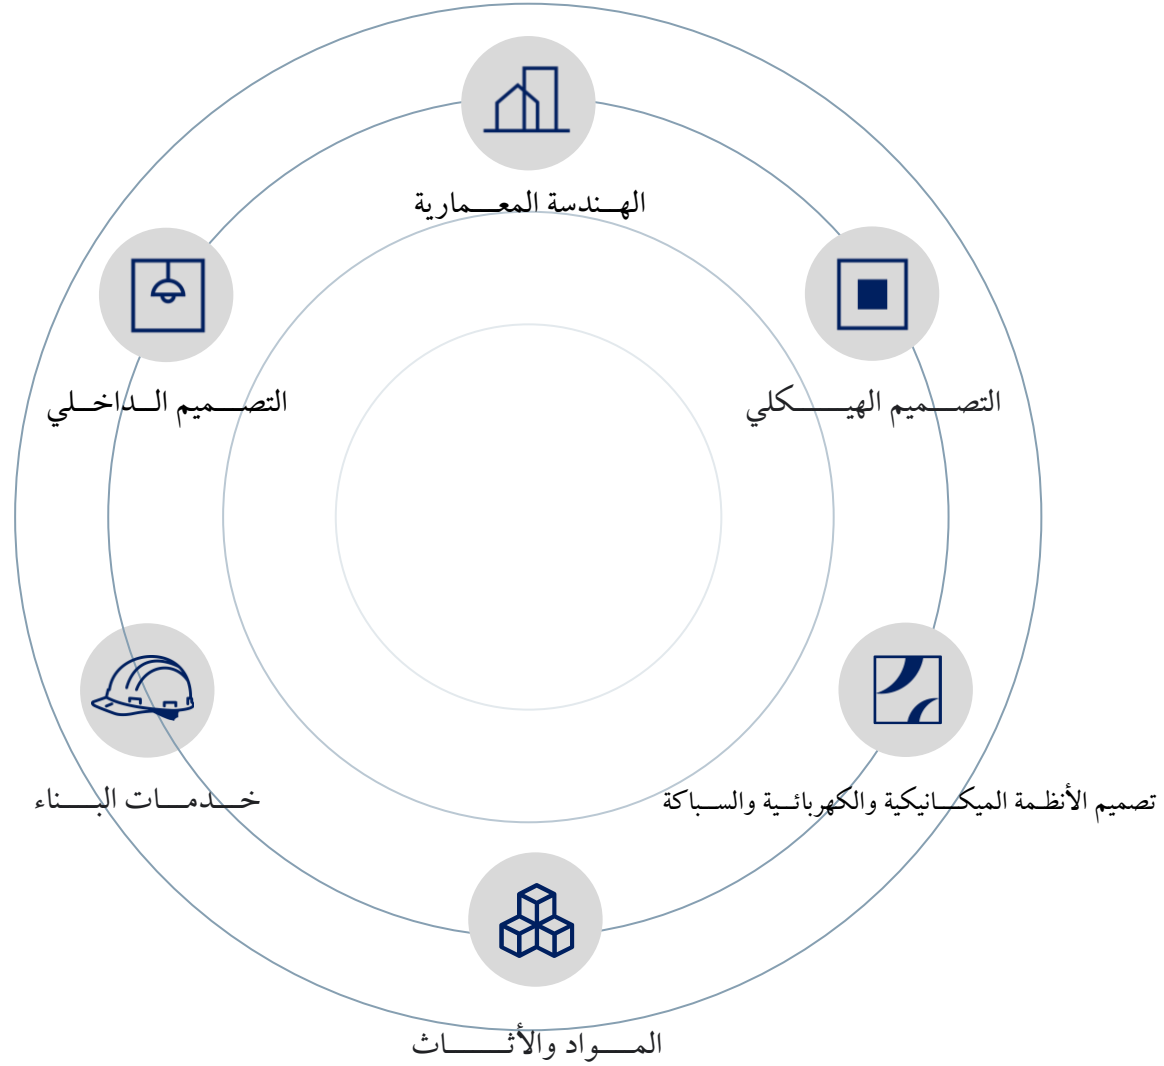 الهندسة المعمارية
التصميم الهيكلي
التصميم الداخلي
تصميم الأنظمة الميكانيكية والكهربائية والسباكة
خدمات البناء
المواد والأثاث